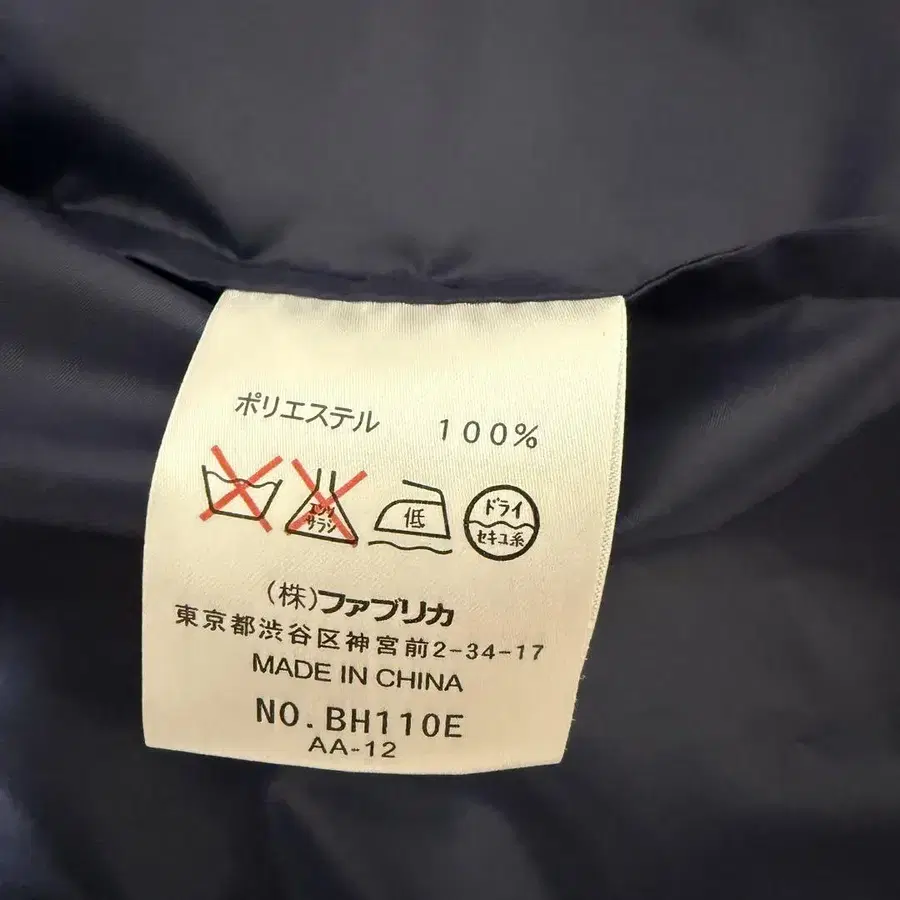 ポリエステル 100%
エンソ サラシ 低 ドライ セキユ系
(株)ファブリカ
東京都渋谷区神宮前2-34-17
MADE IN CHINA
NO.BH110E
AA-12